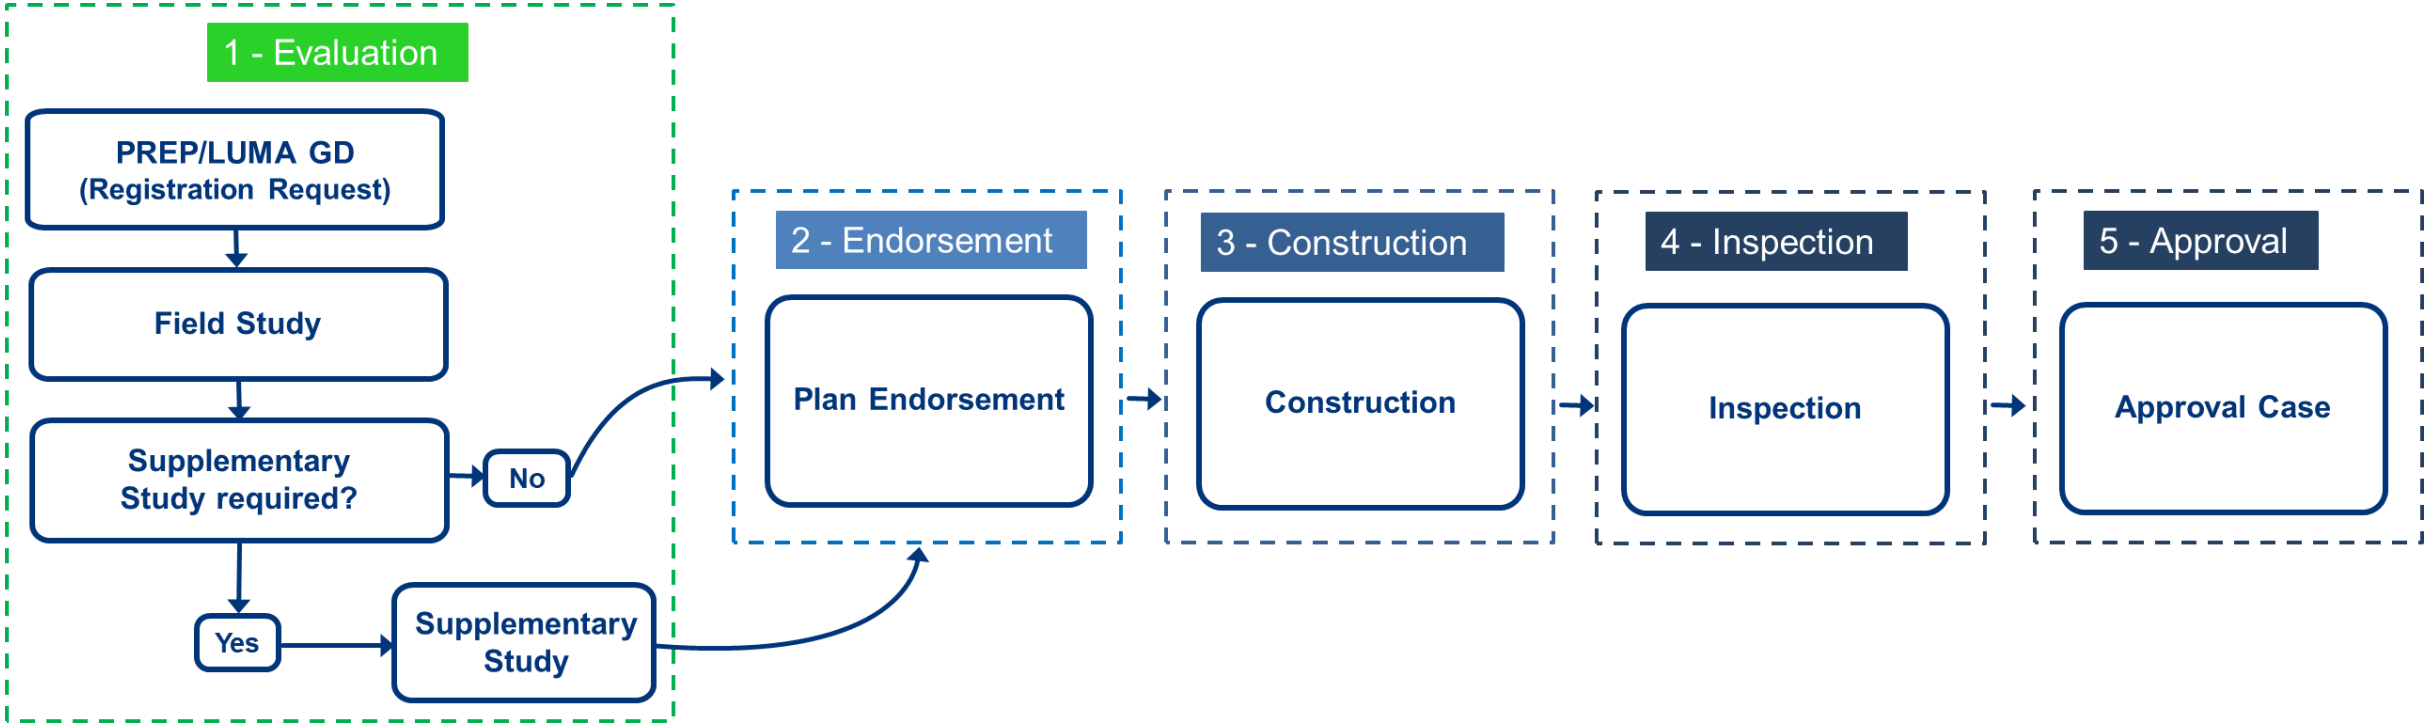 1 - Evaluation
PREP/LUMA GD
(Registration Request)
Field Study
Supplementary
Study required?
No
Yes
Supplementary
Study
2 - Endorsement
Plan Endorsement
3 - Construction
Construction
4 - Inspection
Inspection
5 - Approval
Approval Case